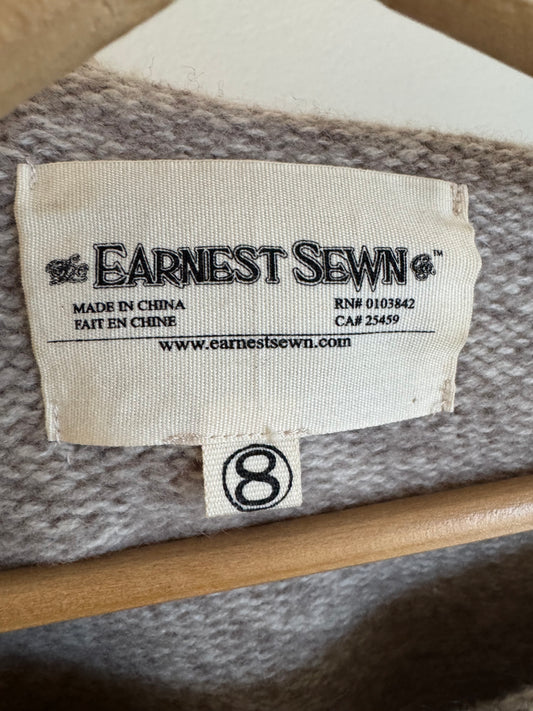 The EARNEST SEWN Co. ™
MADE IN CHINA
FAIT EN CHINE
RN# 0103842
CA# 25459
www.earnestsewn.com
8